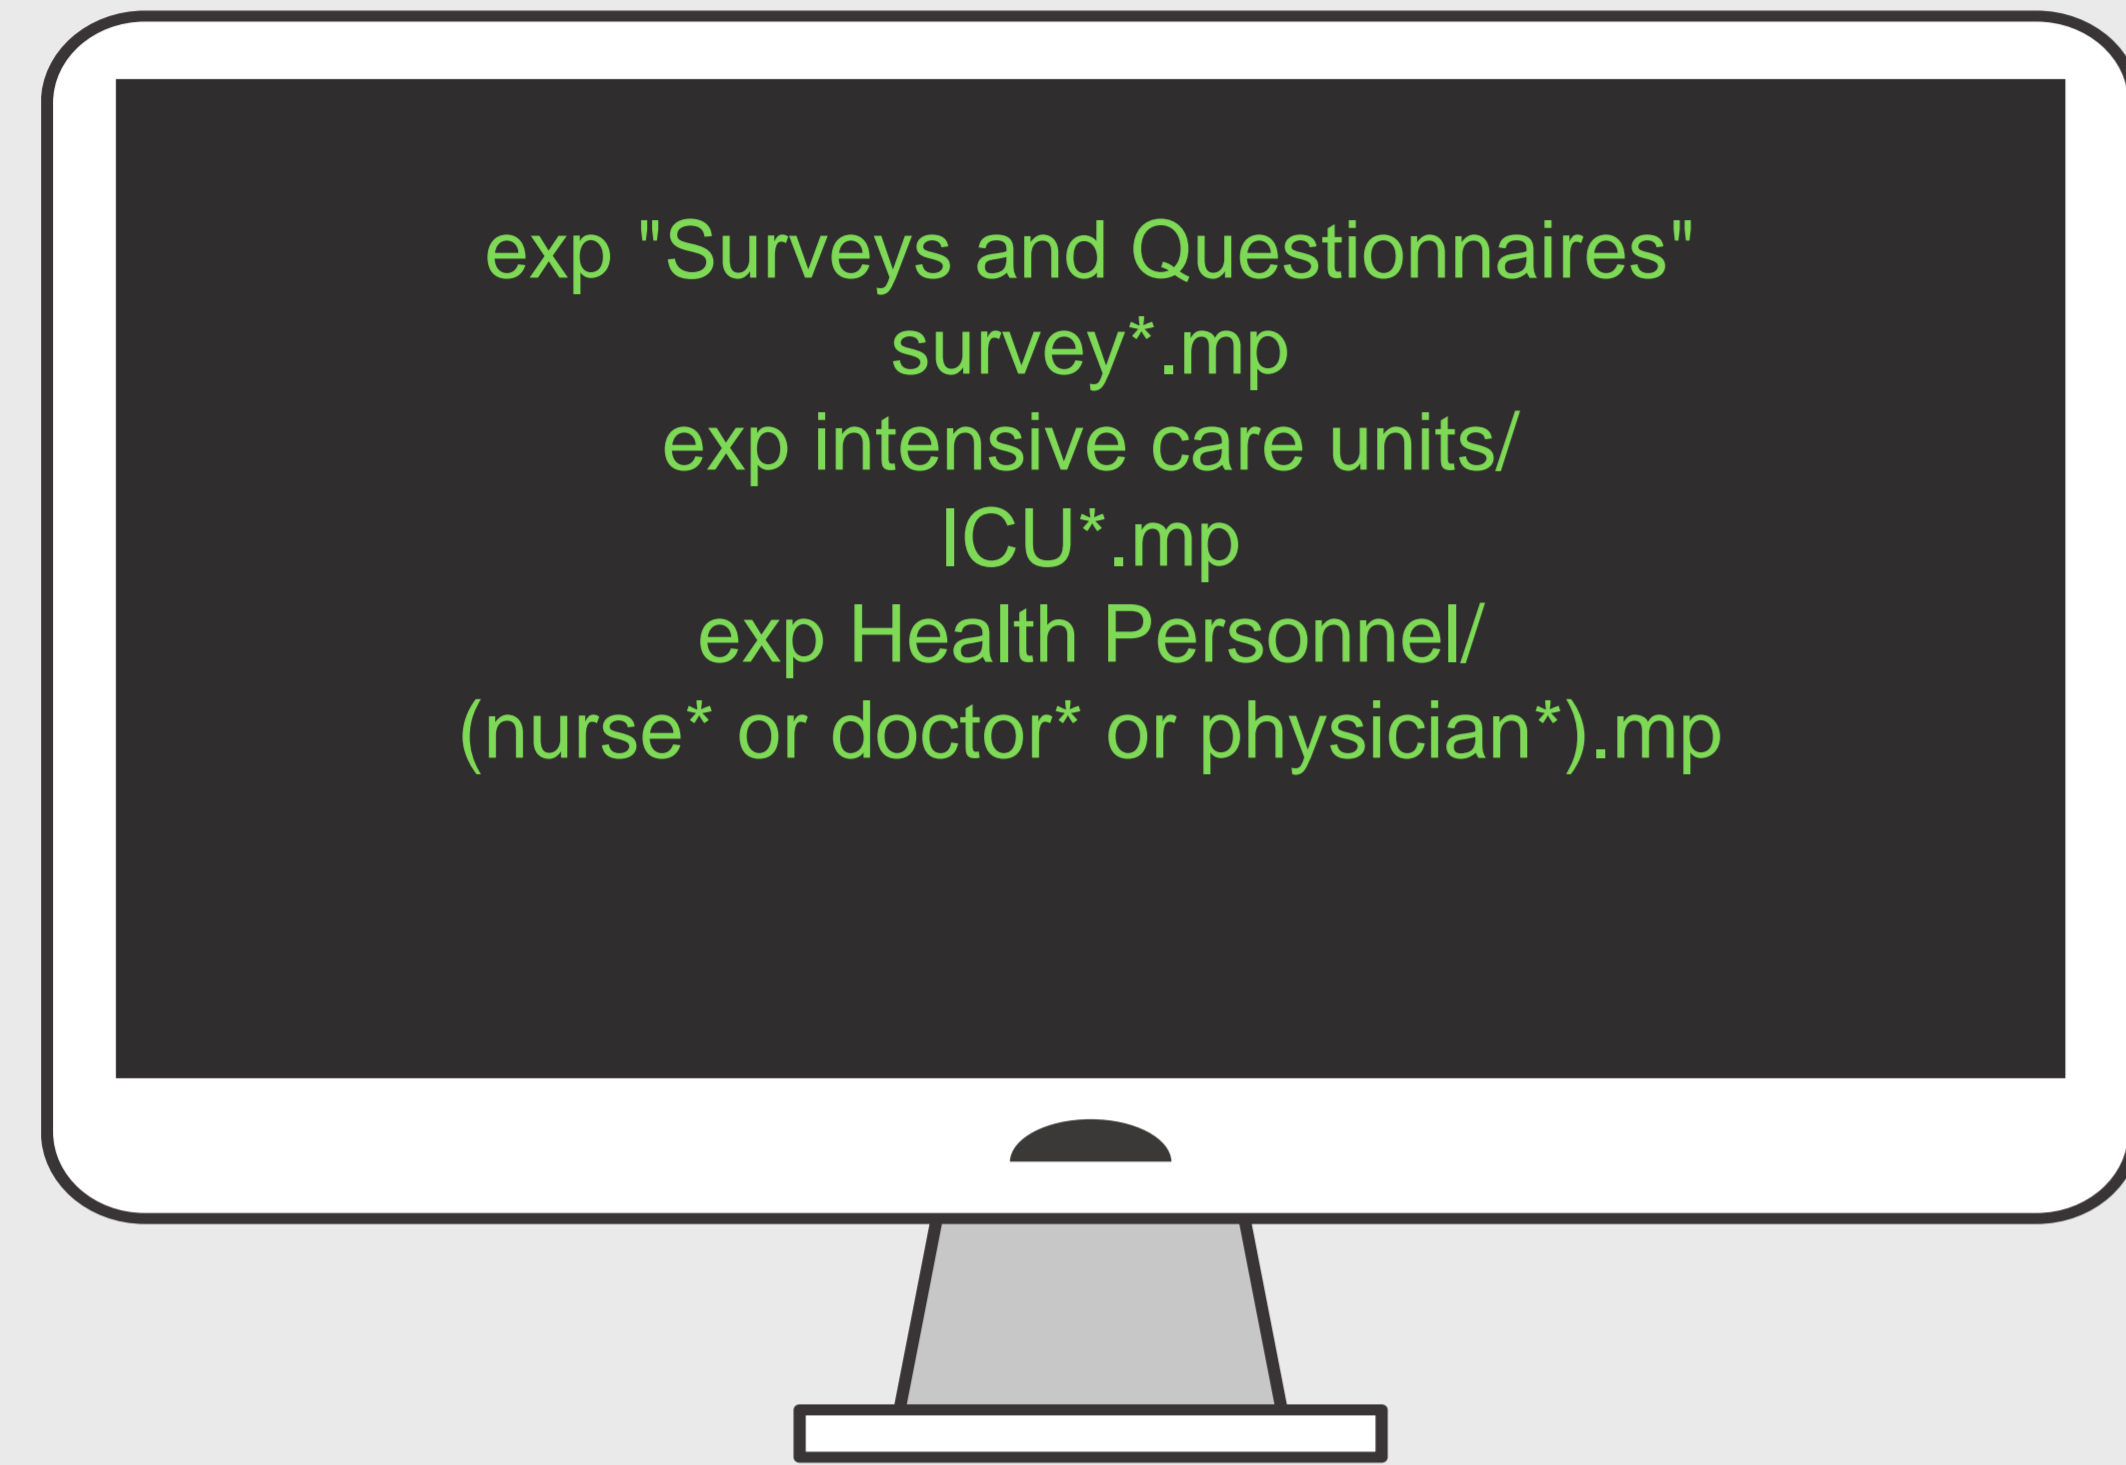 exp "Surveys and Questionnaires"
survey*.mp
exp intensive care units/
ICU*.mp
exp Health Personnel/
(nurse* or doctor* or physician*).mp